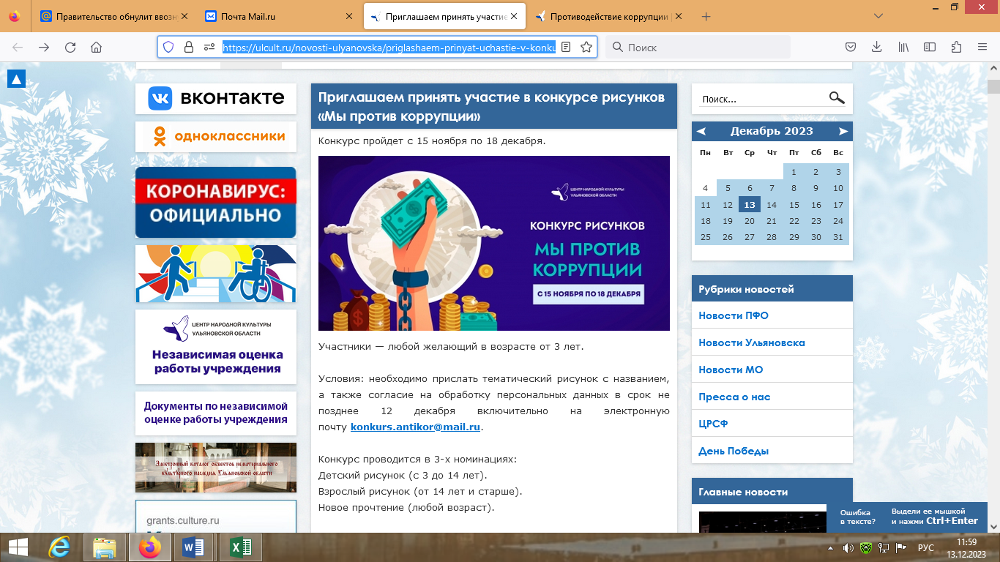 Правительство обнулит ввозн
Почта Mail.ru
Приглашаем принять участие
Противодействие коррупции
https://ulcult.ru/novosti-ulyanovska/priglashaem-prinyat-uchastie-v-konku
Поиск
вконтакте
одноклассники
КОРОНАВИРУС:
ОФИЦИАЛЬНО
ЦЕНТР НАРОДНОЙ КУЛЬТУРЫ
УЛЬЯНОВСКОЙ ОБЛАСТИ
Независимая оценка
работы учреждения
Документы по независимой
оценке работы учреждения
Электронный каталог объектов нематериального
культурного наследия Ульяновской области
grants.culture.ru
Приглашаем принять участие в конкурсе рисунков
«Мы против коррупции»
Конкурс пройдет с 15 ноября по 18 декабря.
ЦЕНТР НАРОДНОЙ КУЛЬТУРЫ
УЛЬЯНОВСКОЙ ОБЛАСТИ
КОНКУРС РИСУНКОВ
МЫ ПРОТИВ
КОРРУПЦИИ
С 15 НОЯБРЯ ПО 18 ДЕКАБРЯ
Участники — любой желающий в возрасте от 3 лет.
Условия: необходимо прислать тематический рисунок с названием,
а также согласие на обработку персональных данных в срок не
позднее 12 декабря включительно на электронную
почту konkurs.antikor@mail.ru.
Конкурс проводится в 3-х номинациях:
Детский рисунок (с 3 до 14 лет).
Взрослый рисунок (от 14 лет и старше).
Новое прочтение (любой возраст).
Поиск...
Декабрь 2023
Пн Вт Ср Чт Пт Сб Вс
1 2 3
4 5 6 7 8 9 10
11 12 13 14 15 16 17
18 19 20 21 22 23 24
25 26 27 28 29 30 31
Рубрики новостей
Новости ПФО
Новости Ульяновска
Новости МО
Пресса о нас
ЦРСФ
День Победы
Главные новости
Ошибка
в тексте?
Выдели ее мышкой
и нажми Ctrl+Enter
РУС
11:59
13.12.2023